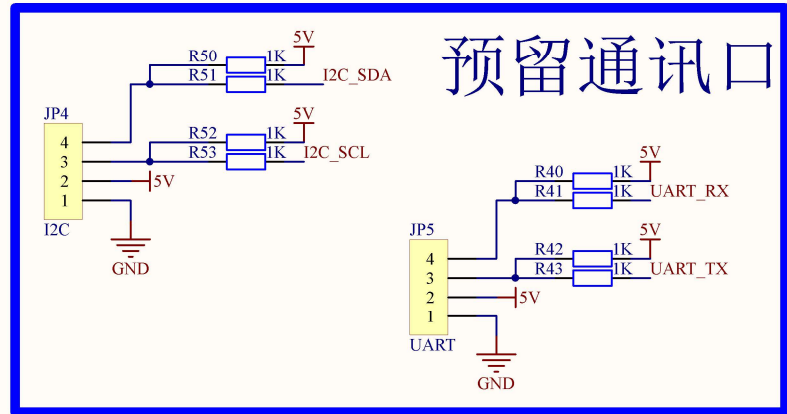 预留通讯口
5V
R50 1K
R51 1K I2C_SDA
JP4
5V
R52 1K
R53 1K I2C_SCL
4
3
2 5V
1
I2C
GND
5V
R40 1K
R41 1K UART_RX
JP5
5V
R42 1K
R43 1K UART_TX
4
3
2 5V
1
UART
GND